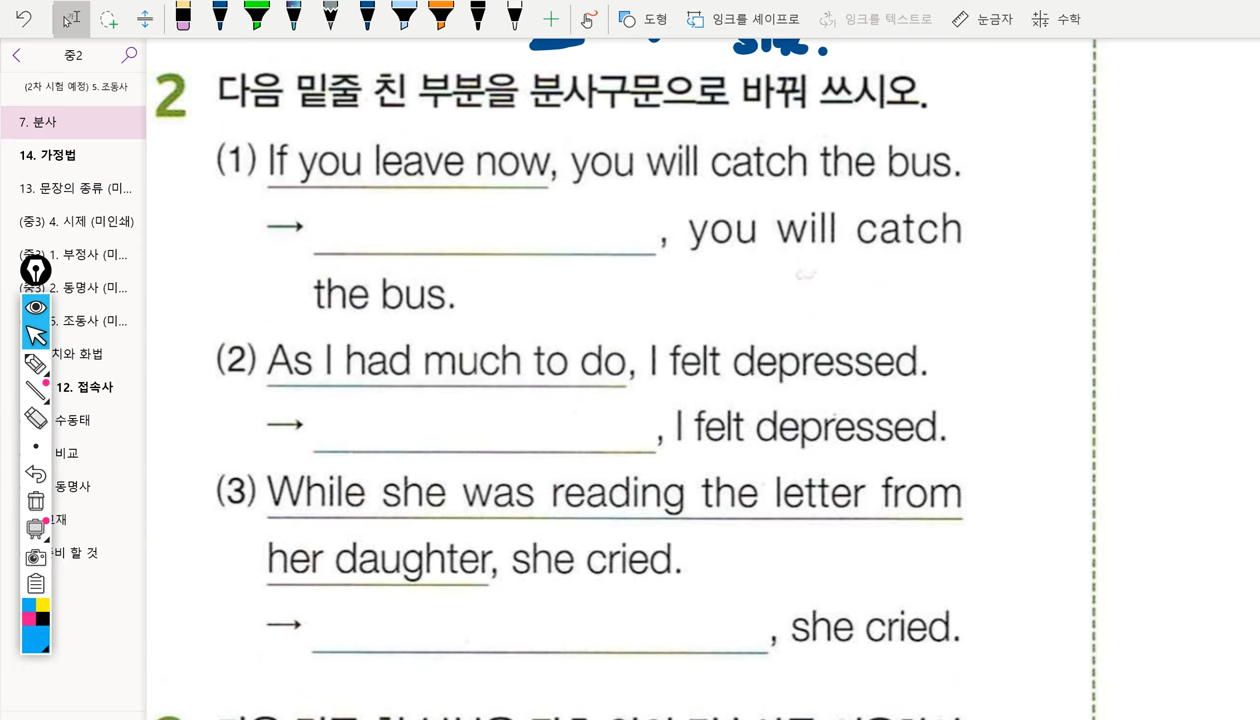 도형
잉크를 셰이프로
잉크를 텍스트로
눈금자
수학
중2
(2차 시험 예정) 5. 조동사
7. 분사
14. 가정법
13. 문장의 종류 (미...
(중3) 4. 시제 (미인쇄)
(중3) 1. 부정사 (미...
(중3) 2. 동명사 (미...
5. 조동사 (미...
치와 화법
12. 접속사
수동태
비교
동명사
교재
준비 할 것
2 다음 밑줄 친 부분을 분사구문으로 바꿔 쓰시오.
(1) If you leave now, you will catch the bus.
→ , you will catch
the bus.
(2) As I had much to do, I felt depressed.
→ , I felt depressed.
(3) While she was reading the letter from
her daughter, she cried.
→ , she cried.